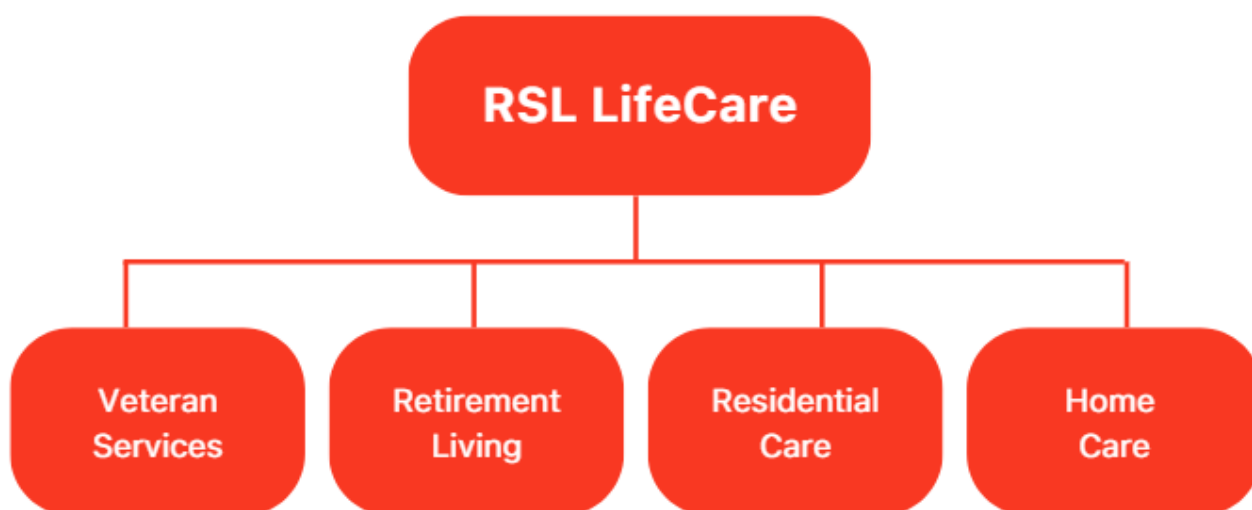 RSL LifeCare
Veteran
Services
Retirement
Living
Residential
Care
Home
Care